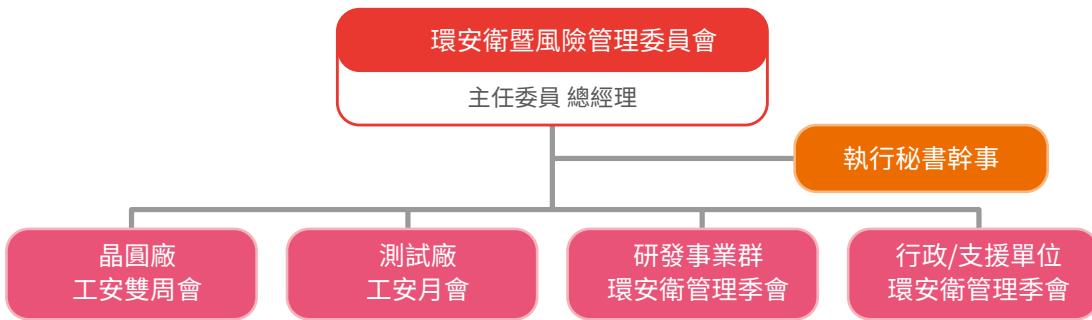 環安衛暨風險管理委員會
主任委員 總經理
執行秘書幹事
晶圓廠
工安雙周會
測試廠
工安月會
研發事業群
環安衛管理季會
行政/支援單位
環安衛管理季會